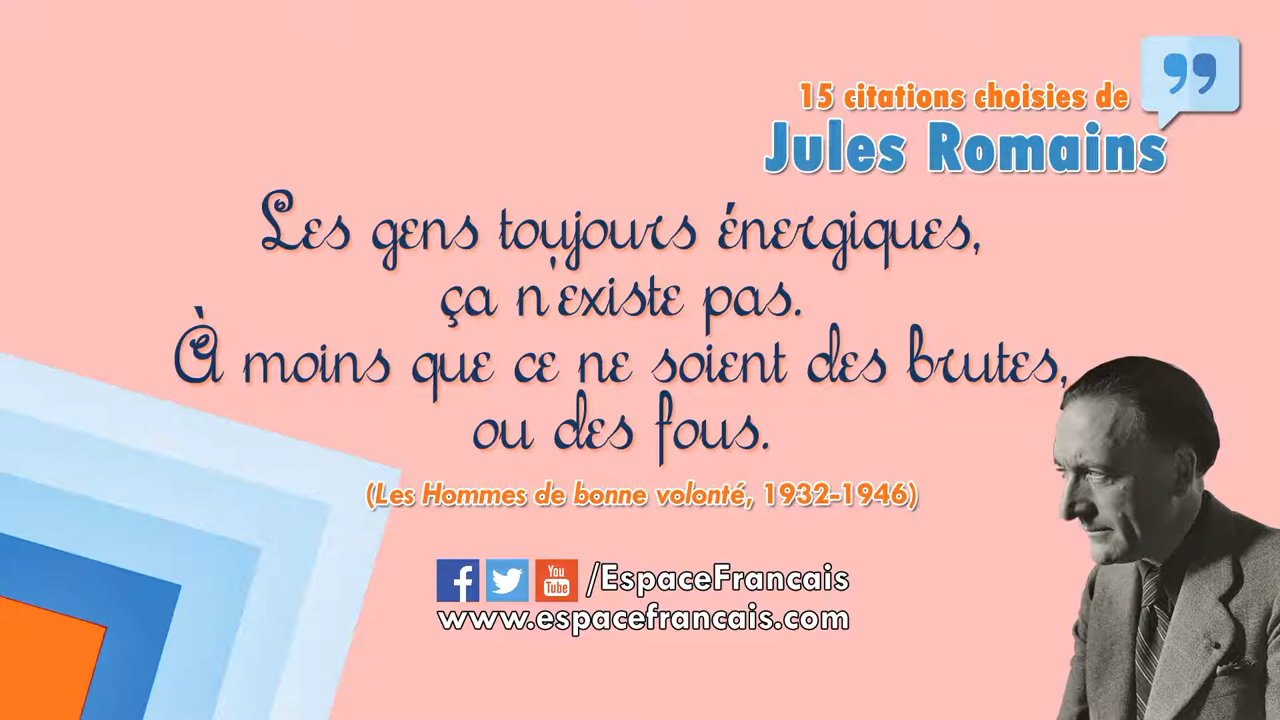 15 citations choisies de
Jules Romains
Les gens toujours énergiques,
ça n'existe pas.
À moins que ce ne soient des brutes,
ou des fous.
(Les Hommes de bonne volonté, 1932-1946)
You Tube /EspaceFrancais
www.espacefrancais.com